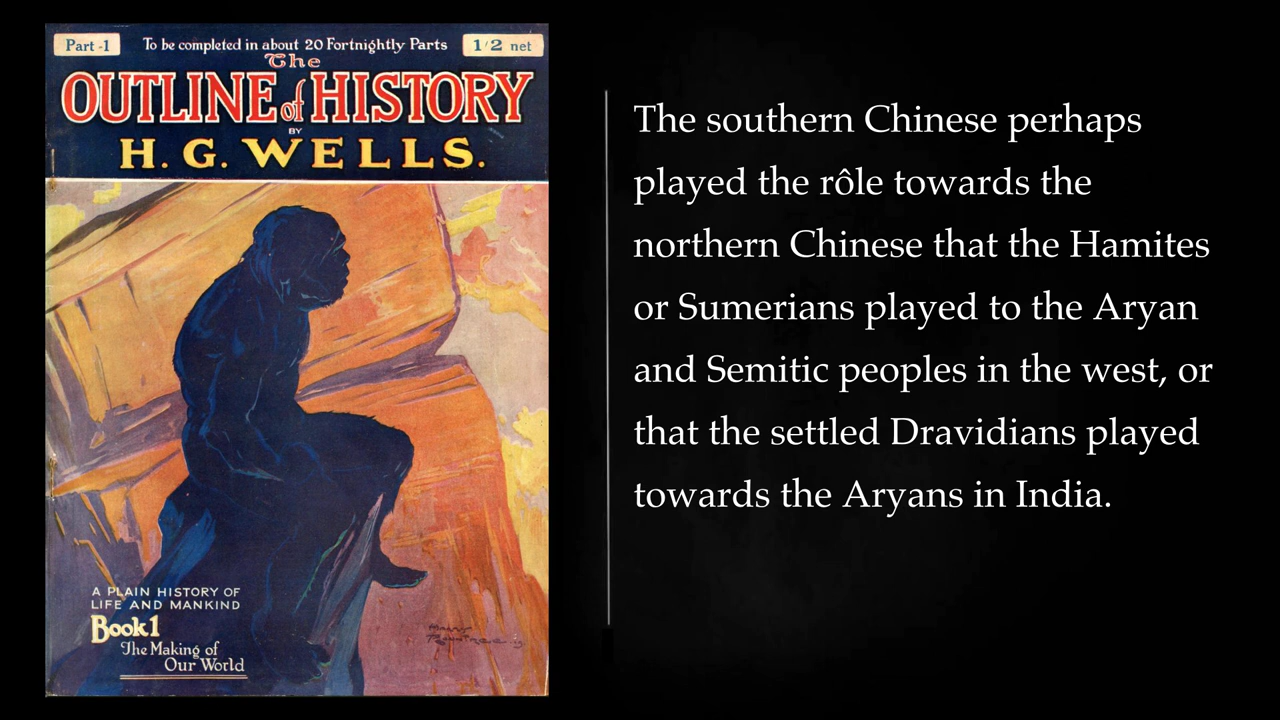 Part -1
To be completed in about 20 Fortnightly Parts
1/2 net
The
OUTLINE of HISTORY
BY
H. G. WELLS.
A PLAIN HISTORY OF
LIFE AND MANKIND
Book 1
The Making of
Our World
The southern Chinese perhaps
played the rôle towards the
northern Chinese that the Hamites
or Sumerians played to the Aryan
and Semitic peoples in the west, or
that the settled Dravidians played
towards the Aryans in India.